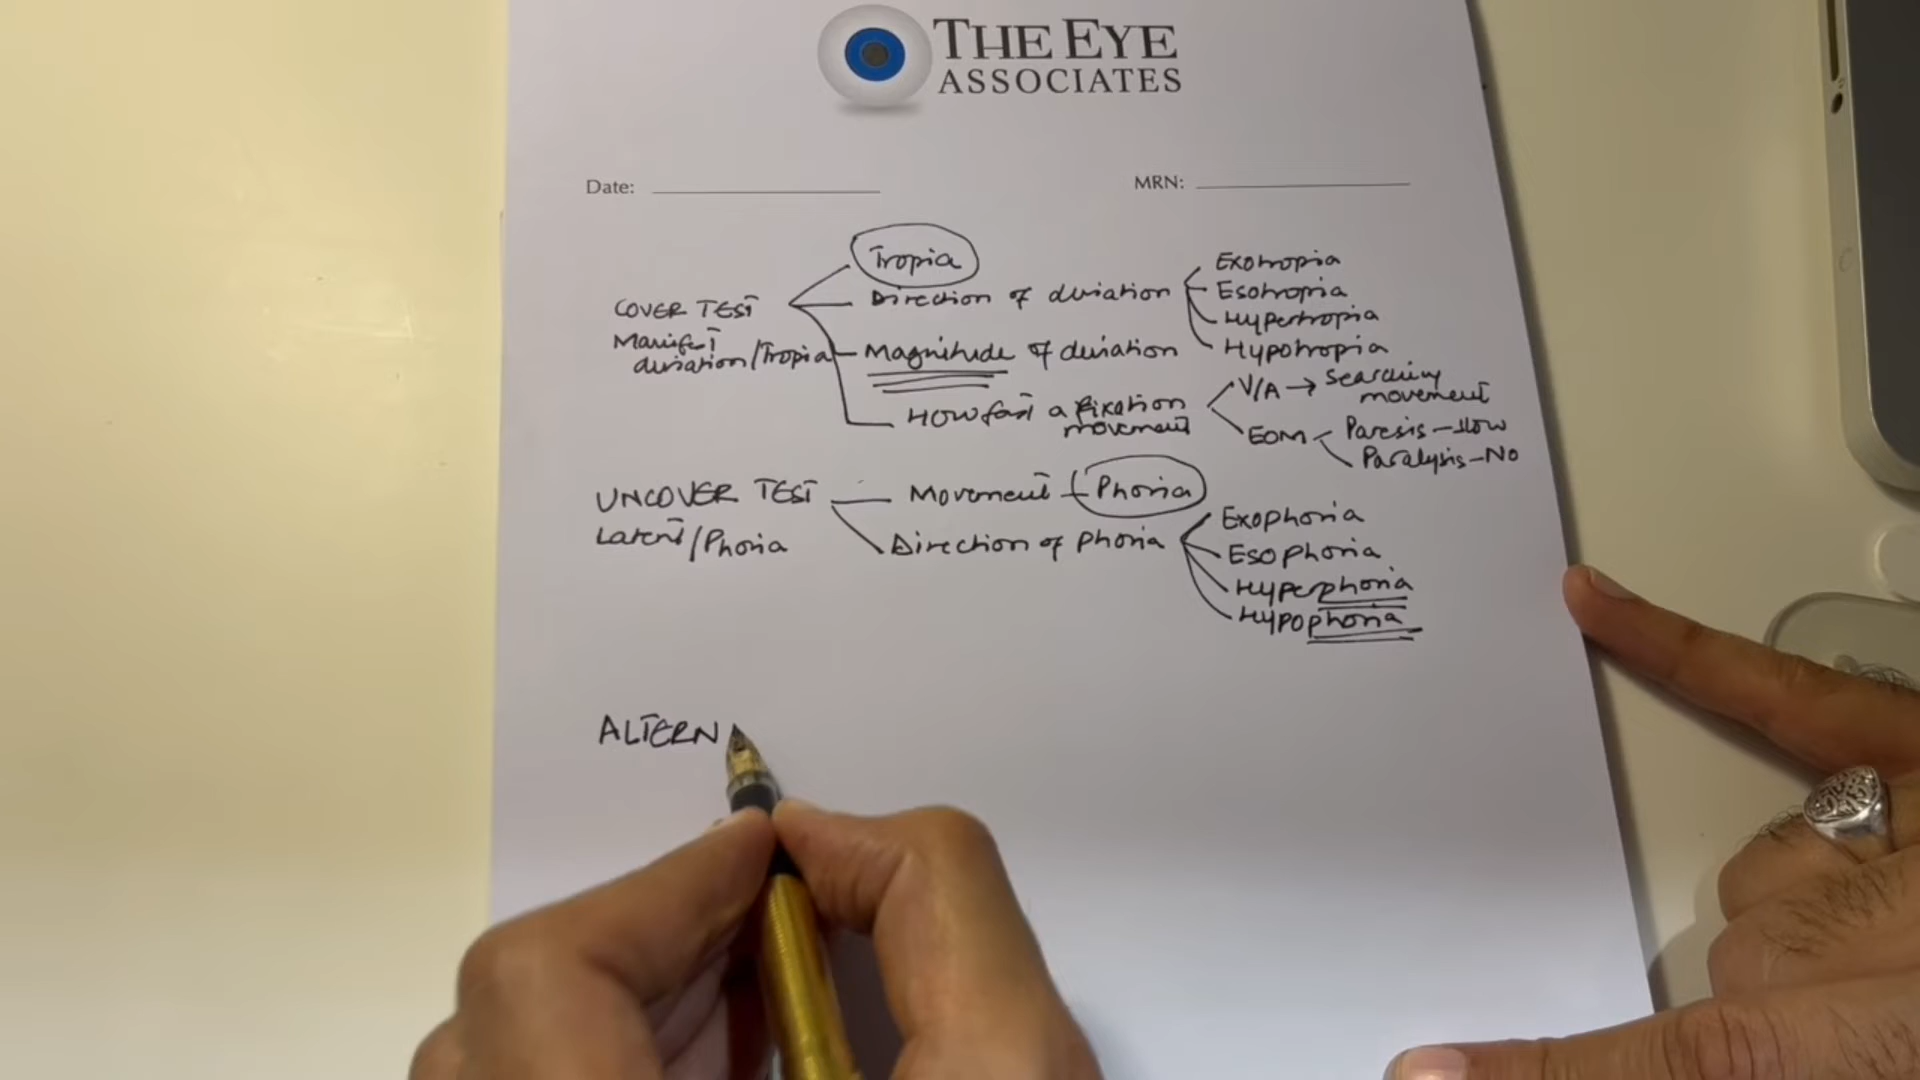 THE EYE
ASSOCIATES
Date:
MRN:
Tropia
COVER TEST
Manifest
deviation/Tropia
Direction of deviation
Exotropia
Esotropia
Hypertropia
Hypotropia
Magnitude of deviation
How fast a fixation
movement
V/A → Searching
movement
EOM
Paresis-slow
Paralysis-No
UNCOVER TEST
Latent/Phoria
Movement
Phoria
Direction of phoria
Exophoria
Esophoria
Hyperphoria
Hypophoria
ALTERN